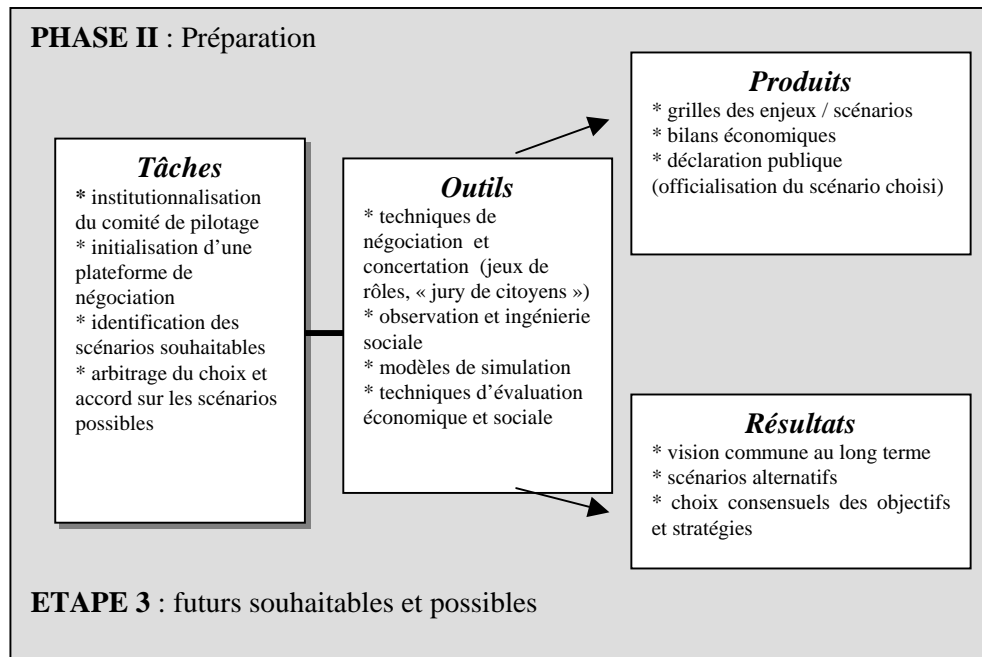 PHASE II : Préparation
Tâches
* institutionnalisation
du comité de pilotage
* initialisation d’une
plateforme de
négociation
* identification des
scénarios souhaitables
* arbitrage du choix et
accord sur les scénarios
possibles
Outils
* techniques de
négociation et
concertation (jeux de
rôles, « jury de citoyens »)
* observation et ingénierie
sociale
* modèles de simulation
* techniques d’évaluation
économique et sociale
Produits
* grilles des enjeux / scénarios
* bilans économiques
* déclaration publique
(officialisation du scénario choisi)
Résultats
* vision commune au long terme
* scénarios alternatifs
* choix consensuels des objectifs
et stratégies
ETAPE 3 : futurs souhaitables et possibles